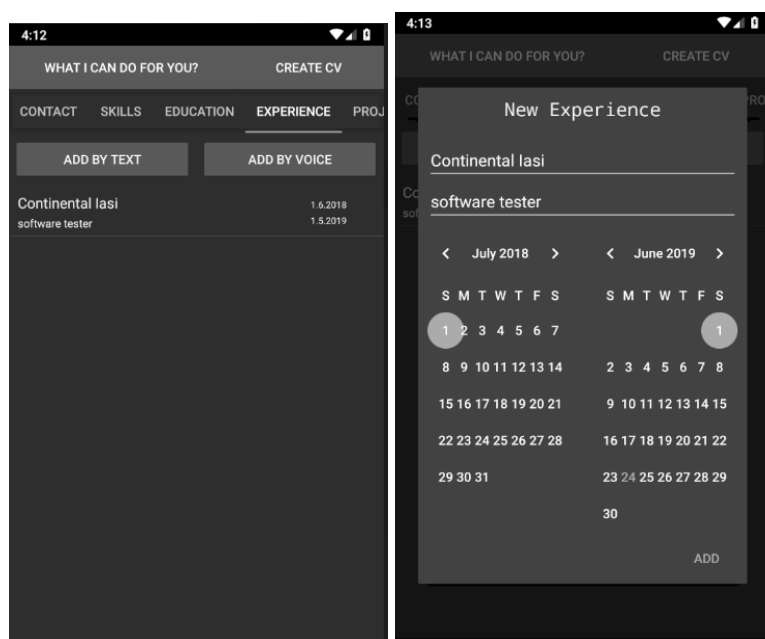 4:12
WHAT I CAN DO FOR YOU? CREATE CV
CONTACT SKILLS EDUCATION EXPERIENCE PROJ
ADD BY TEXT ADD BY VOICE
Continental Iasi 1.6.2018
software tester 1.5.2019
4:13
WHAT I CAN DO FOR YOU? CREATE CV
CO PRO
New Experience
Continental Iasi
Co
software tester
sof
July 2018 June 2019
S M T W T F S S M T W T F S
1 2 3 4 5 6 7 1
8 9 10 11 12 13 14 2 3 4 5 6 7 8
15 16 17 18 19 20 21 9 10 11 12 13 14 15
22 23 24 25 26 27 28 16 17 18 19 20 21 22
29 30 31 23 24 25 26 27 28 29
30
ADD